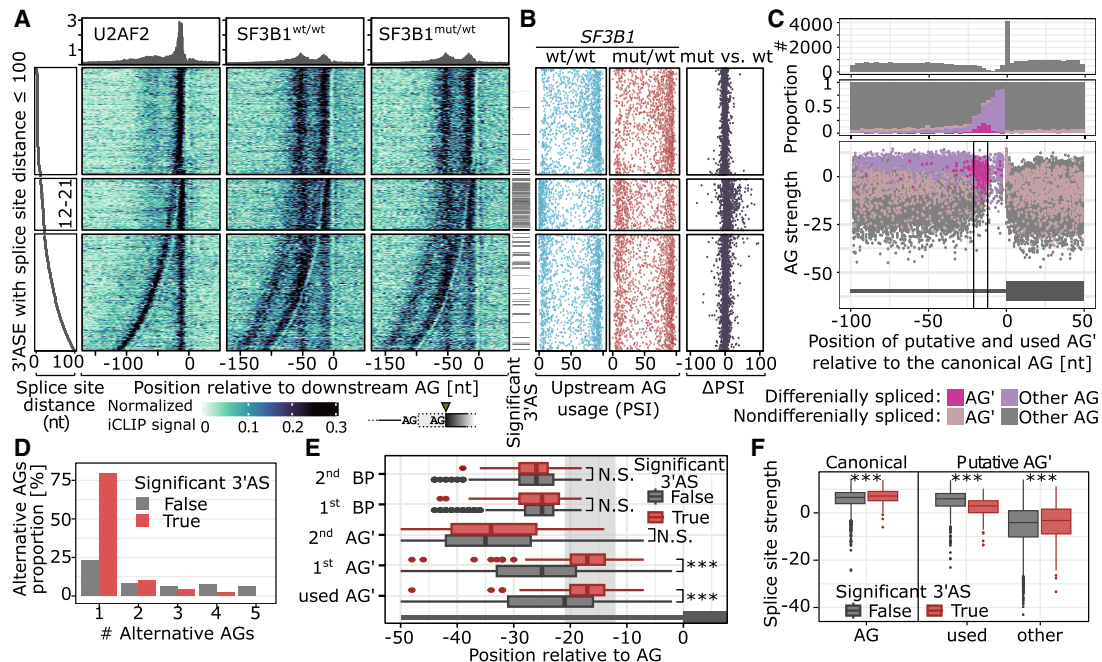 A
3
2
1
U2AF2
SF3B1wt/wt
SF3B1mut/wt
3'ASE with splice site distance ≤ 100
12–21
0 100
Splice site distance (nt)
-100 -50 0
-150 -100 -50 0
-150 -100 -50 0
Position relative to downstream AG [nt]
Normalized iCLIP signal
0 0.1 0.2 0.3
AG AG
Significant 3'AS
B
SF3B1
wt/wt mut/wt mut vs. wt
0 50 0 50 -100 0 100
Upstream AG usage (PSI)
ΔPSI
C
#
4000
2000
0
-100 -50 0 50
Proportion
1
0.5
0
AG strength
0
-25
-50
-100 -50 0 50
Position of putative and used AG'
relative to the canonical AG [nt]
Differenially spliced: AG' Other AG
Nondifferenially spliced: AG' Other AG
D
Alternative AGs proportion [%]
75
50
25
0
Significant 3'AS
False
True
1 2 3 4 5
# Alternative AGs
E
2nd BP
1st BP
2nd AG'
1st AG'
used AG'
N.S.
N.S.
N.S.
***
***
Significant 3'AS
False
True
-50 -40 -30 -20 -10 0
Position relative to AG
F
Canonical Putative AG'
*** *** ***
Splice site strength
0
-20
-40
Significant 3'AS
False True
AG used other